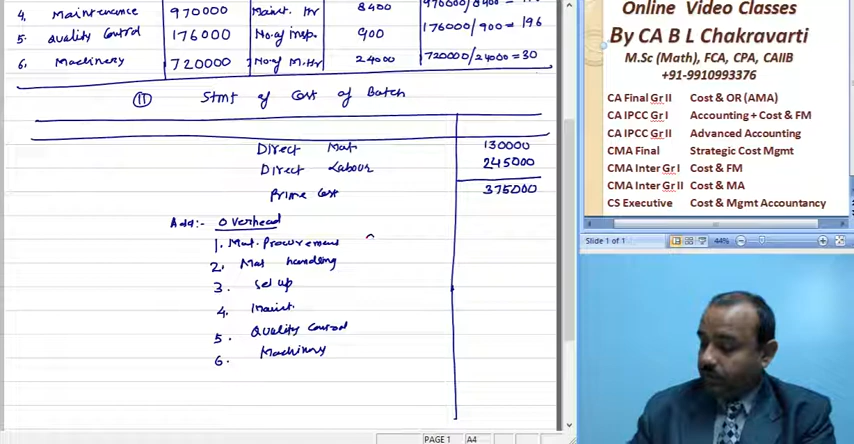 4. Maintenance 970000 Maint. Hr 8400
5. Quality Control 176000 No. of insp. 900 176000/900 = 196
6. Machinery 720000 No. of M. Hr 24000 720000/24000 = 30
(11) Stmt of Cost of Batch
Direct Mat 130000
Direct Labour 245000
Prime Cost 375000
Add:- Overhead
1. Mat. Procurement
2. Mat handling
3. Set up
4. Maint.
5. Quality Control
6. Machinery
PAGE 1 A4
Online Video Classes
By CA B L Chakravarti
M.Sc (Math), FCA, CPA, CAIIB
+91-9910993376
CA Final Gr II Cost & OR (AMA)
CA IPCC Gr I Accounting + Cost & FM
CA IPCC Gr II Advanced Accounting
CMA Final Strategic Cost Mgmt
CMA Inter Gr I Cost & FM
CMA Inter Gr II Cost & MA
CS Executive Cost & Mgmt Accountancy
Slide 1 of 1 44%